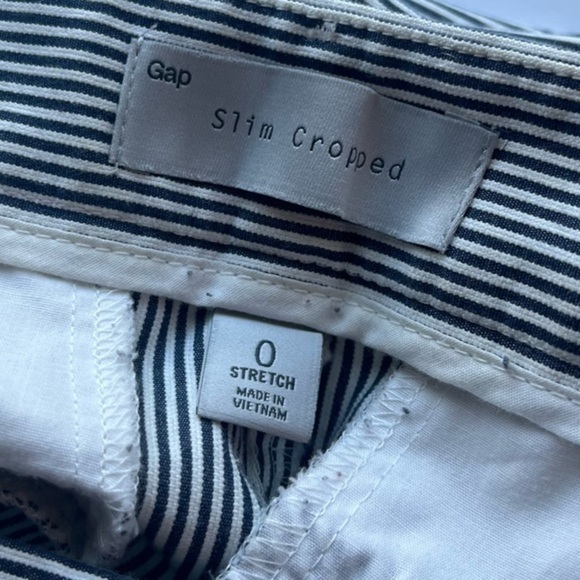 Gap
Slim Cropped
0
STRETCH
MADE IN
VIETNAM